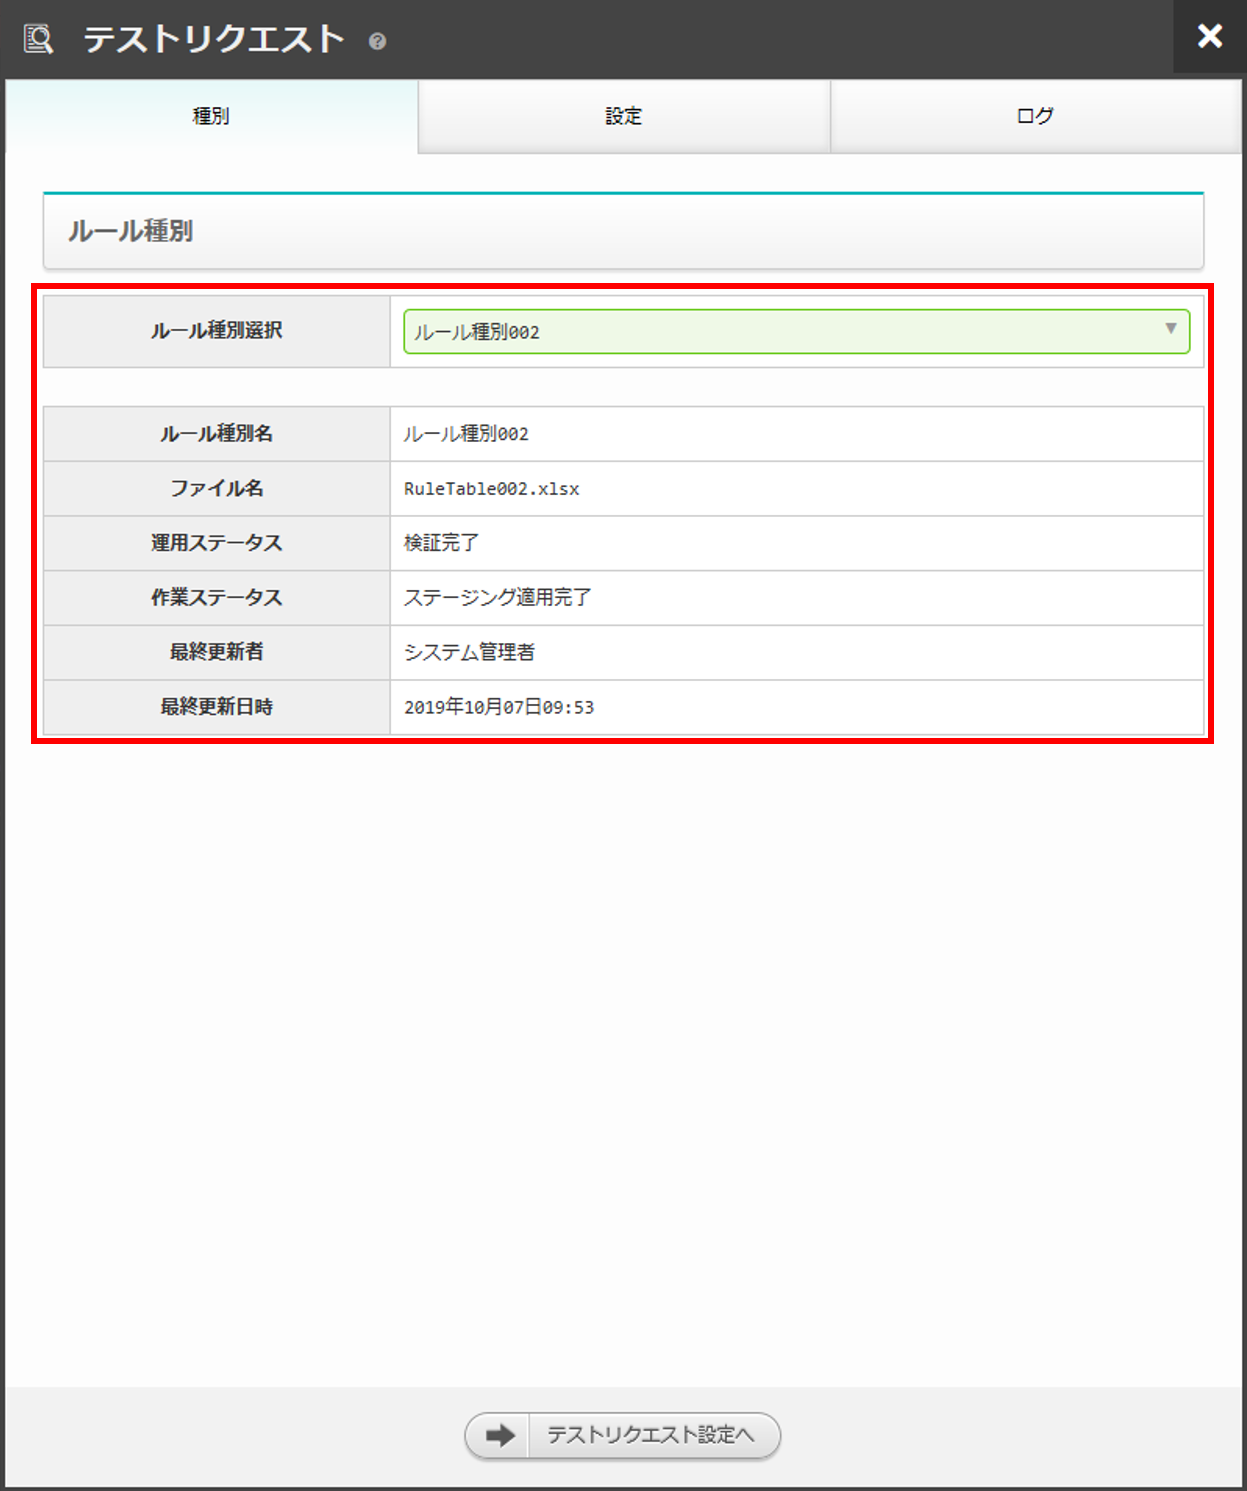 テストリクエスト ?
種別 設定 ログ
ルール種別
ルール種別選択 ルール種別002 ▼
ルール種別名 ルール種別002
ファイル名 RuleTable002.xlsx
運用ステータス 検証完了
作業ステータス ステージング適用完了
最終更新者 システム管理者
最終更新日時 2019年10月07日09:53
テストリクエスト設定へ